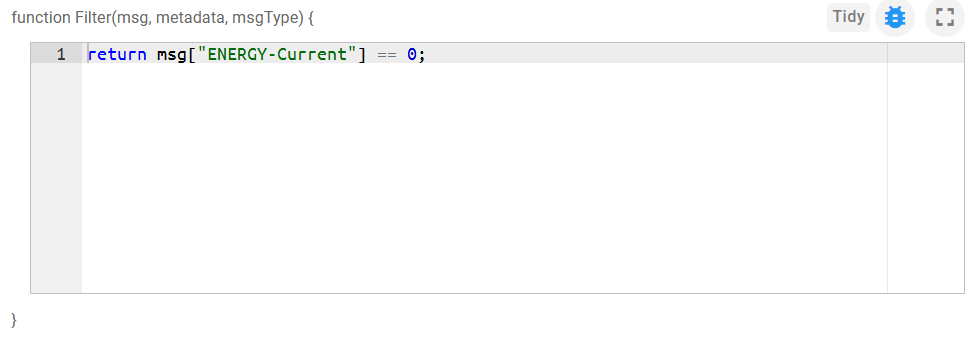 function Filter(msg, metadata, msgType) {
Tidy
1 return msg["ENERGY-Current"] == 0;
}